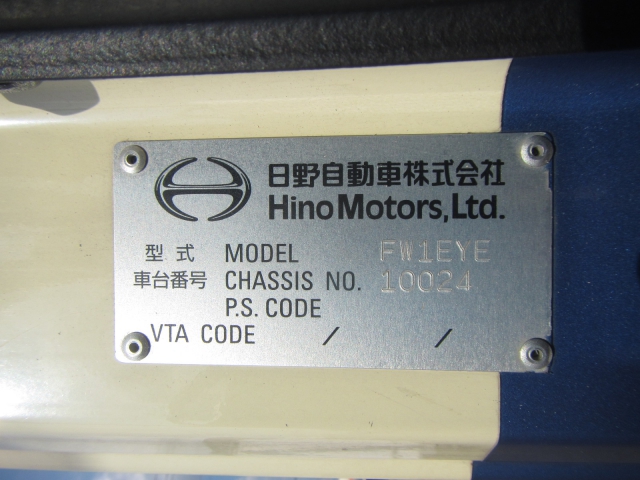 日野自動車株式会社
Hino Motors, Ltd.
型式 MODEL FW1EYE
車台番号 CHASSIS NO. 10024
P.S. CODE
VTA CODE / /